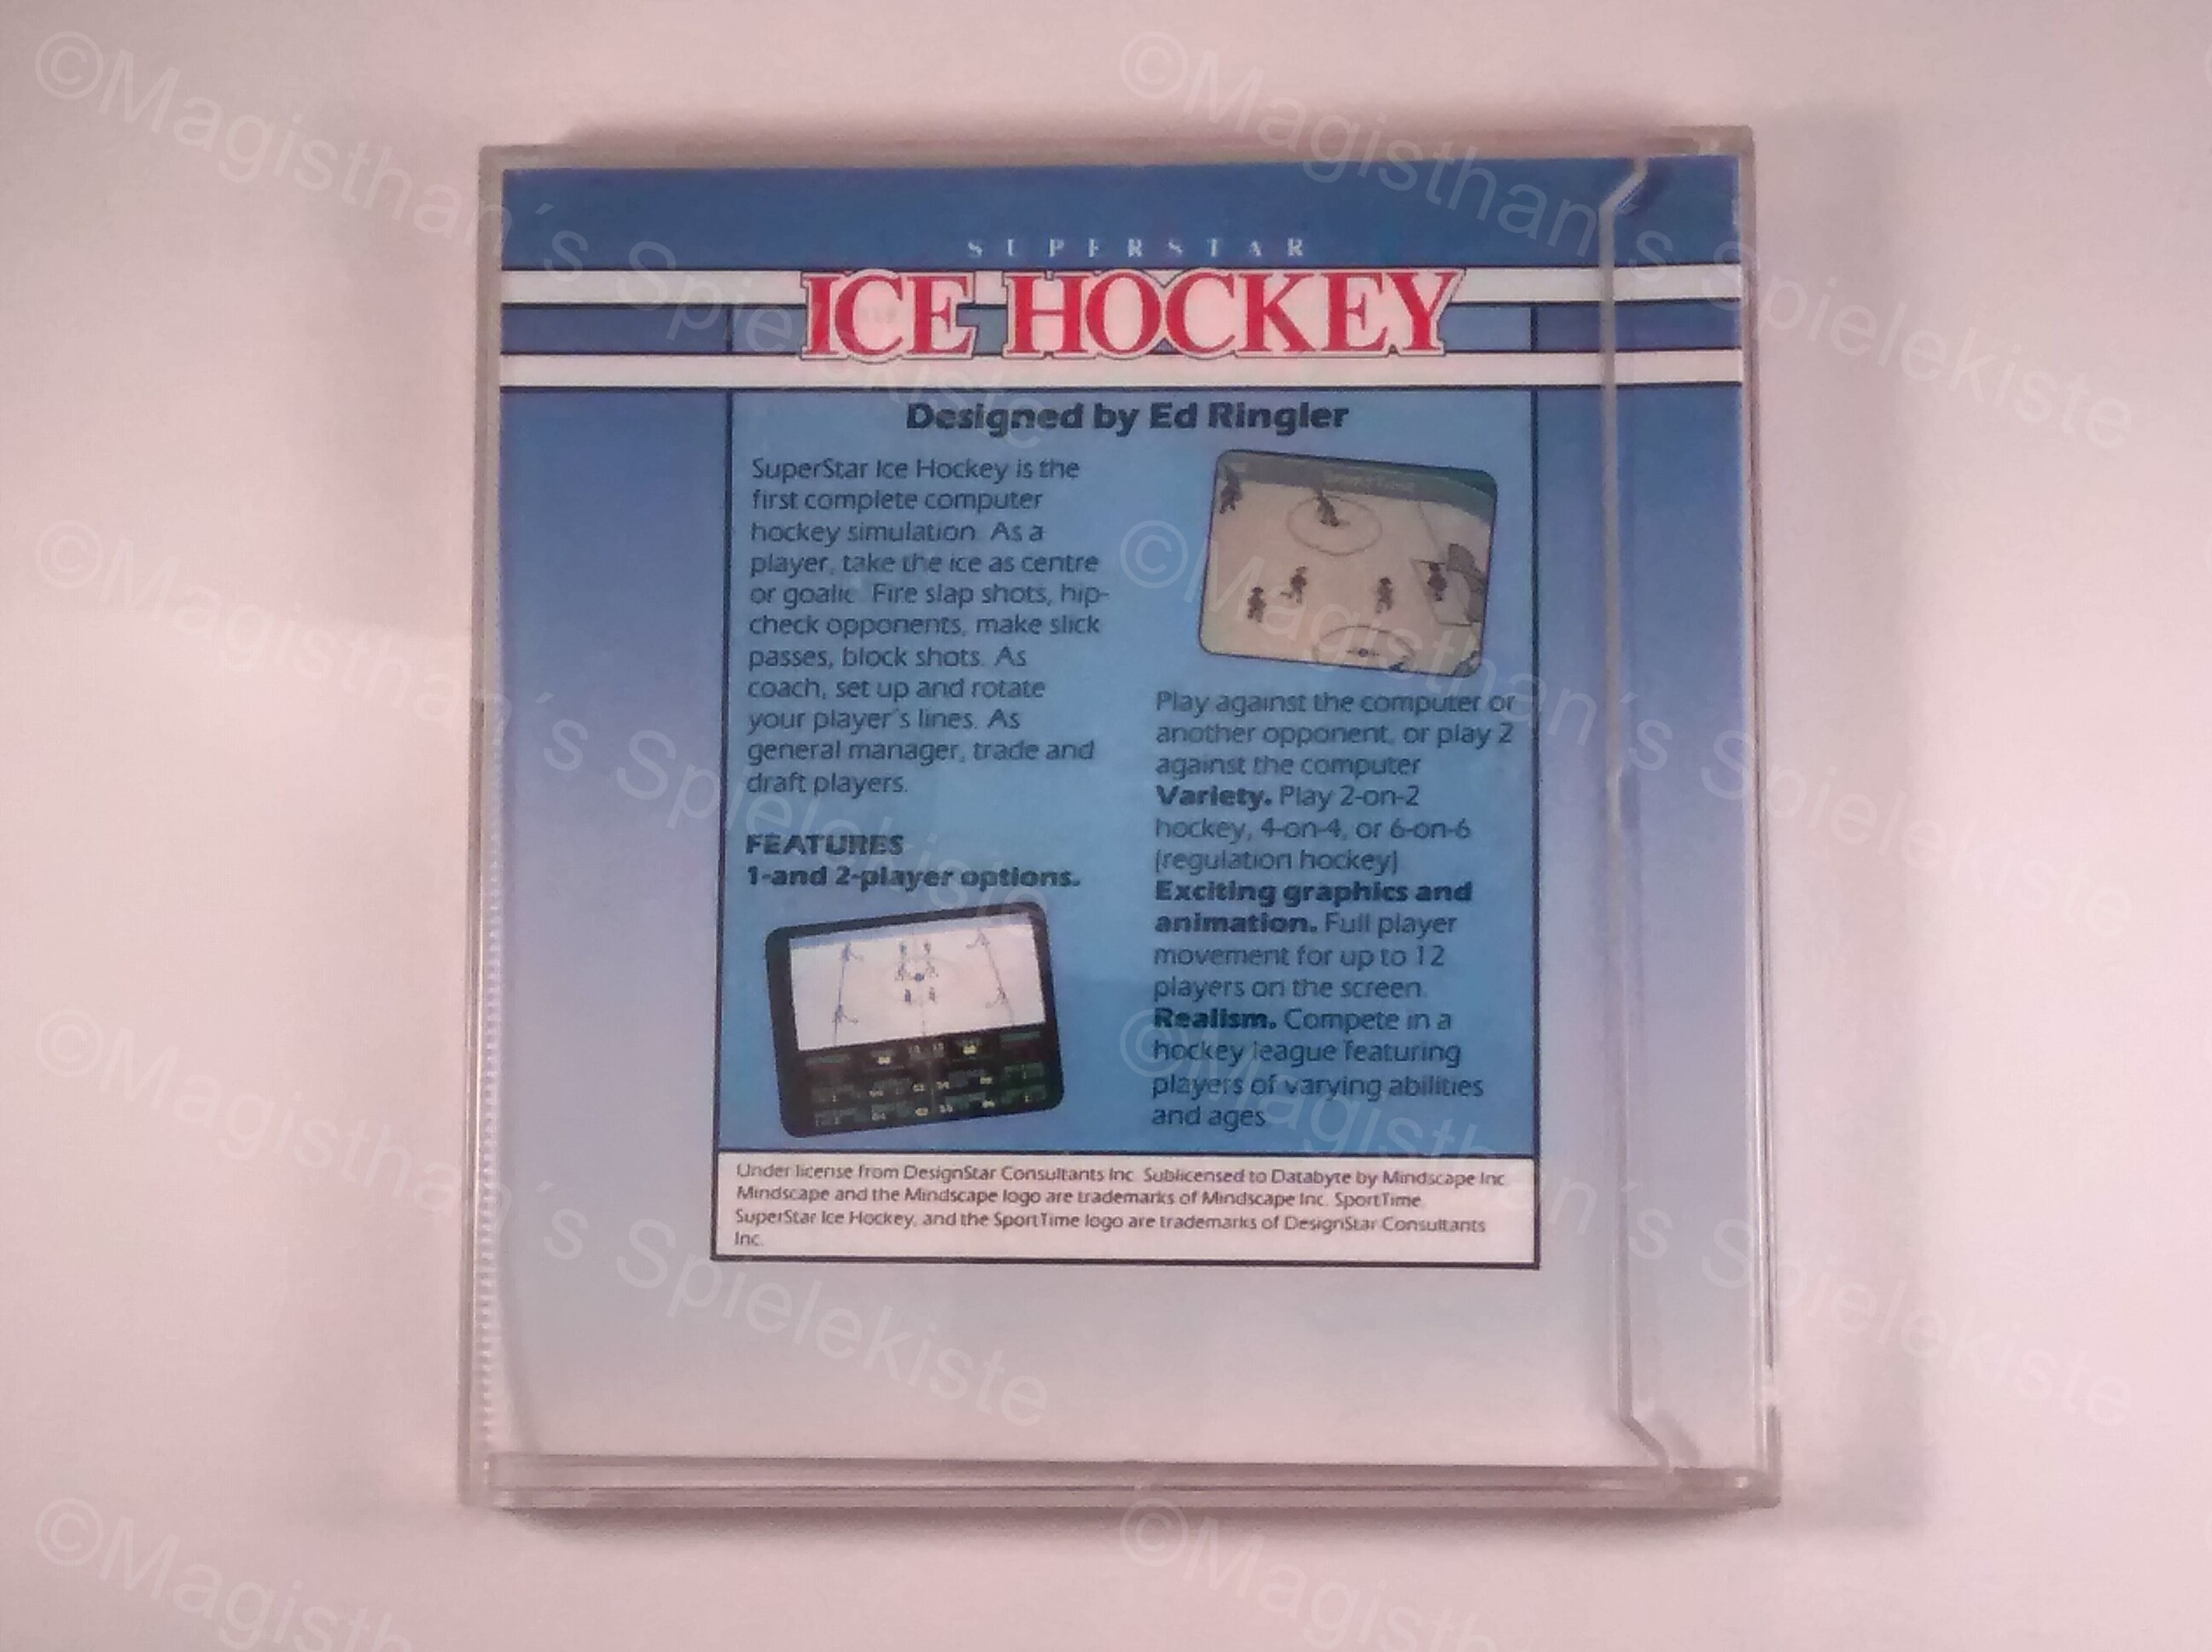 SUPERSTAR
ICE HOCKEY
Designed by Ed Ringler
SuperStar Ice Hockey is the
first complete computer
hockey simulation. As a
player, take the ice as centre
or goalie. Fire slap shots, hip-
check opponents, make slick
passes, block shots. As
coach, set up and rotate
your player's lines. As
general manager, trade and
draft players.
FEATURES
1-and 2-player options.
Play against the computer or
another opponent, or play 2
against the computer
Variety. Play 2-on-2
hockey, 4-on-4, or 6-on-6
(regulation hockey)
Exciting graphics and
animation. Full player
movement for up to 12
players on the screen.
Realism. Compete in a
hockey league featuring
players of varying abilities
and ages
Under license from DesignStar Consultants Inc. Sublicensed to Databyte by Mindscape Inc.
Mindscape and the Mindscape logo are trademarks of Mindscape Inc. SportTime,
SuperStar Ice Hockey, and the SportTime logo are trademarks of DesignStar Consultants
Inc.
©Magisthan´s Spielekiste
©Magisthan´s Spielekiste
©Magisthan´s Spielekiste
©Magisthan´s Spielekiste
©Magisthan´s Spielekiste
©Magisthan´s Spielekiste